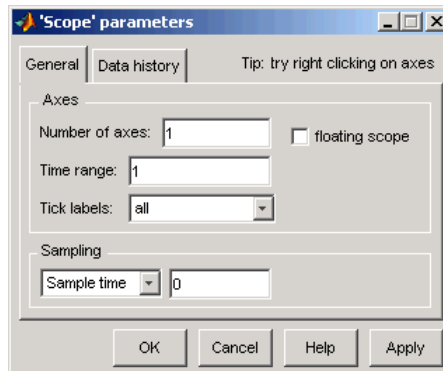 'Scope' parameters
General Data history Tip: try right clicking on axes
Axes
Number of axes: 1 floating scope
Time range: 1
Tick labels: all
Sampling
Sample time 0
OK Cancel Help Apply